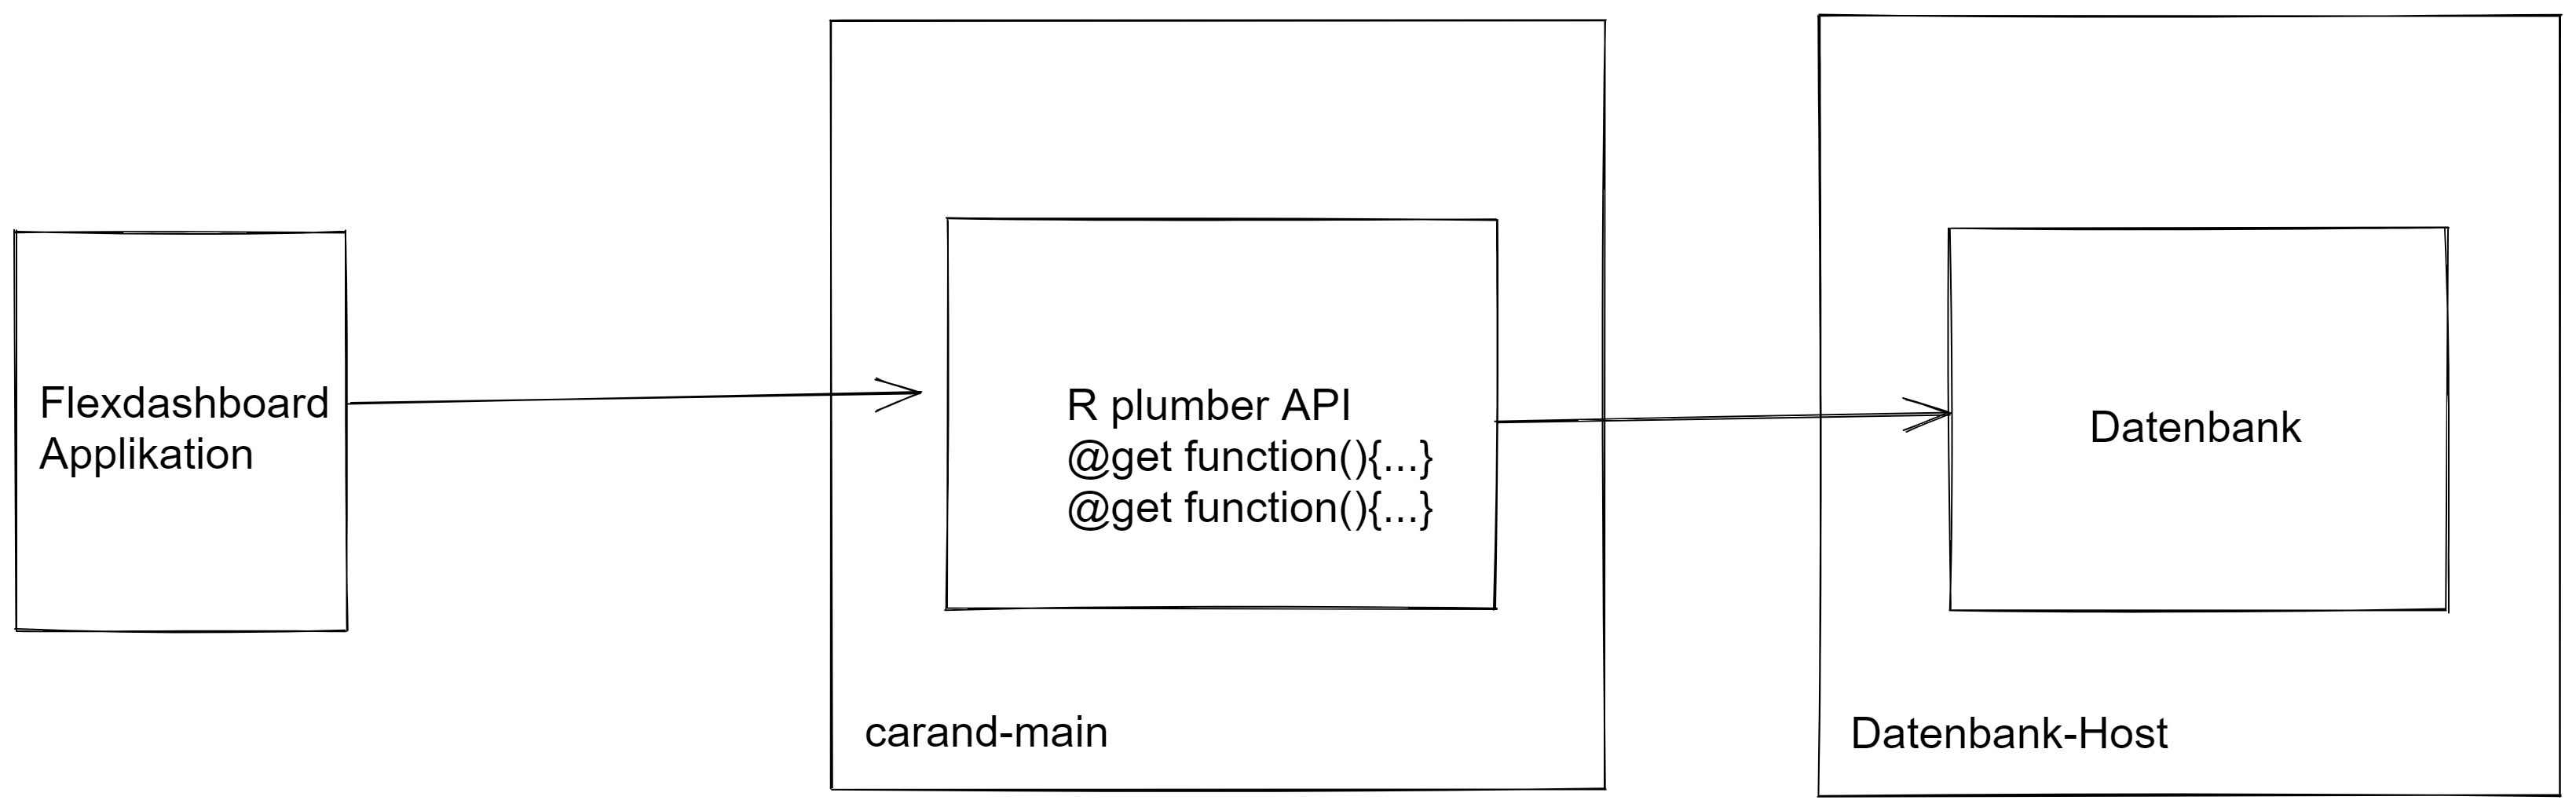 Flexdashboard
Applikation
R plumber API
@get function(){...}
@get function(){...}
carand-main
Datenbank
Datenbank-Host